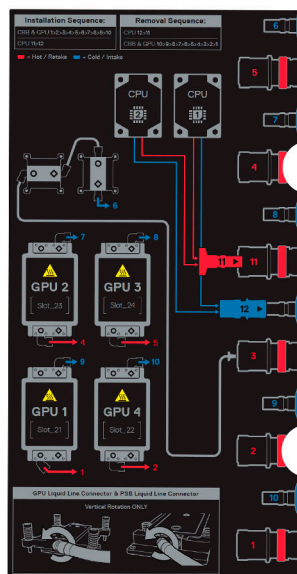 Installation Sequence:
CBB & GPU 1>2>3>4>5>6>7>8>9>10
CPU 11>12
Removal Sequence:
CPU 12>11
CBB & GPU 10>9>8>7>6>5>4>3>2>1
= Hot / Retake
= Cold / Intake
6
5
7
4
8
11
3
9
2
10
1
CPU
2
CPU
1
6
11
12
7
8
GPU 2
Slot_23
GPU 3
Slot_24
4
5
9
10
GPU 1
Slot_21
GPU 4
Slot_22
1
2
GPU Liquid Line Connector & PSB Liquid Line Connector
Vertical Rotation ONLY